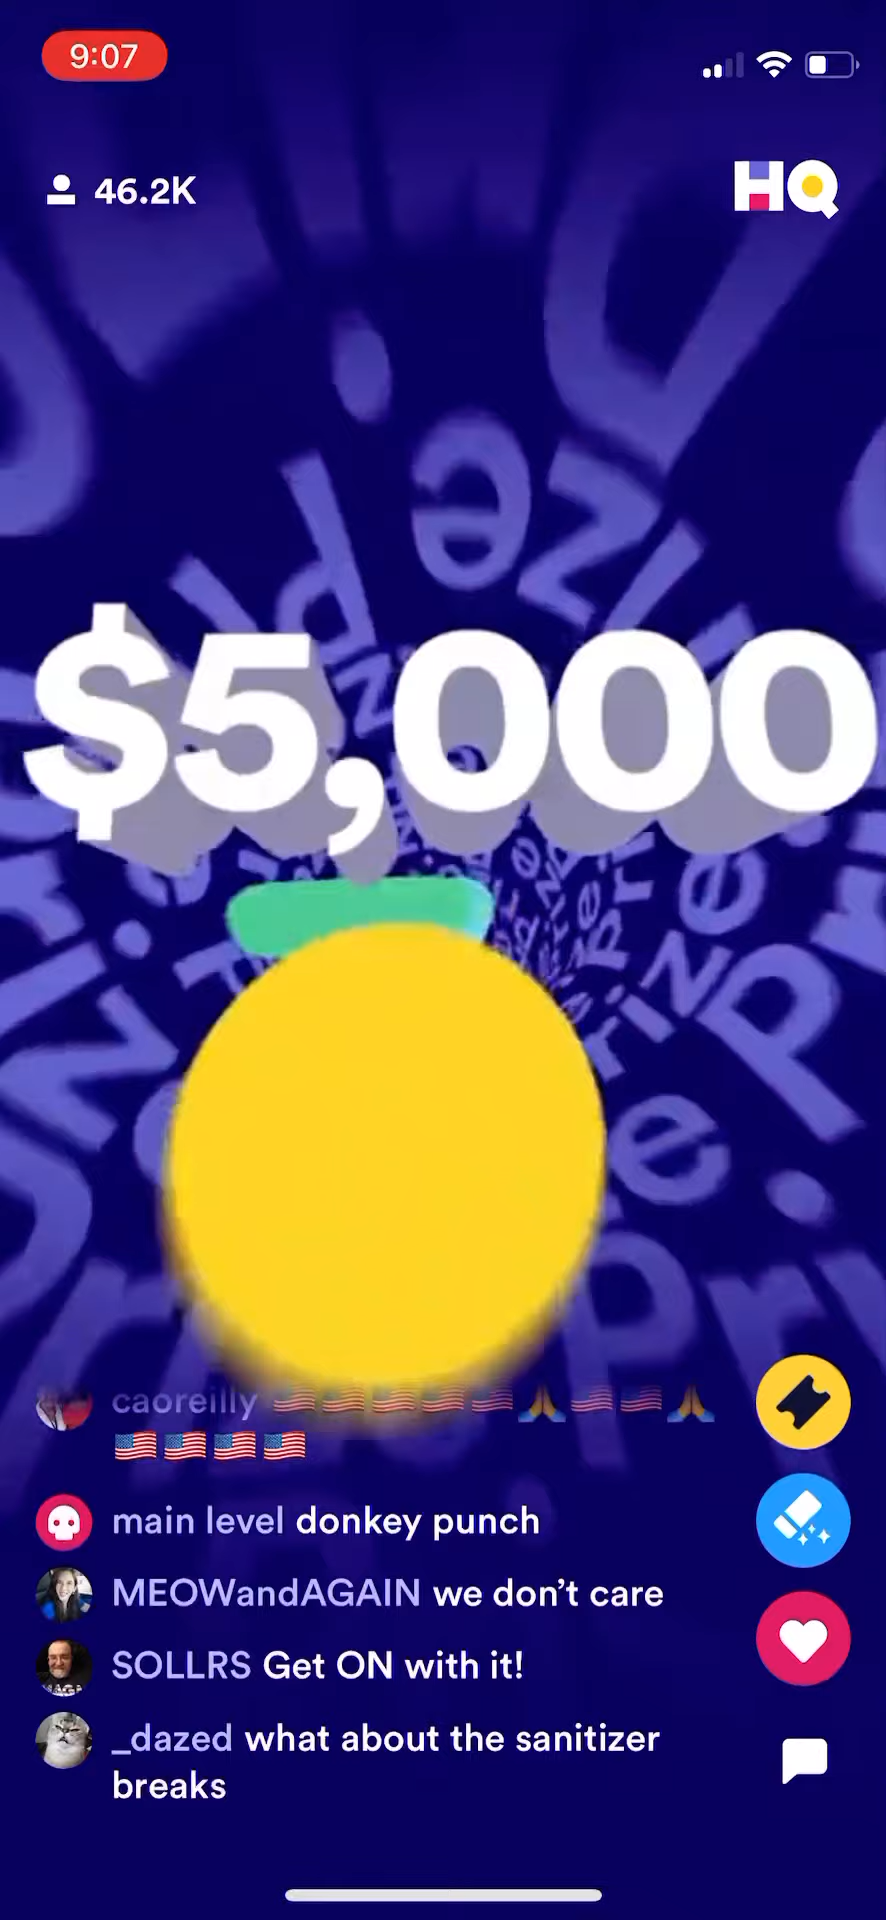 9:07
46.2K
HQ
$5,000
caoreilly 🇺🇸🇺🇸🇺🇸🇺🇸🇺🇸🙏🇺🇸🇺🇸🙏
🇺🇸🇺🇸🇺🇸🇺🇸
main level donkey punch
MEOWandAGAIN we don’t care
SOLLRS Get ON with it!
_dazed what about the sanitizer
breaks